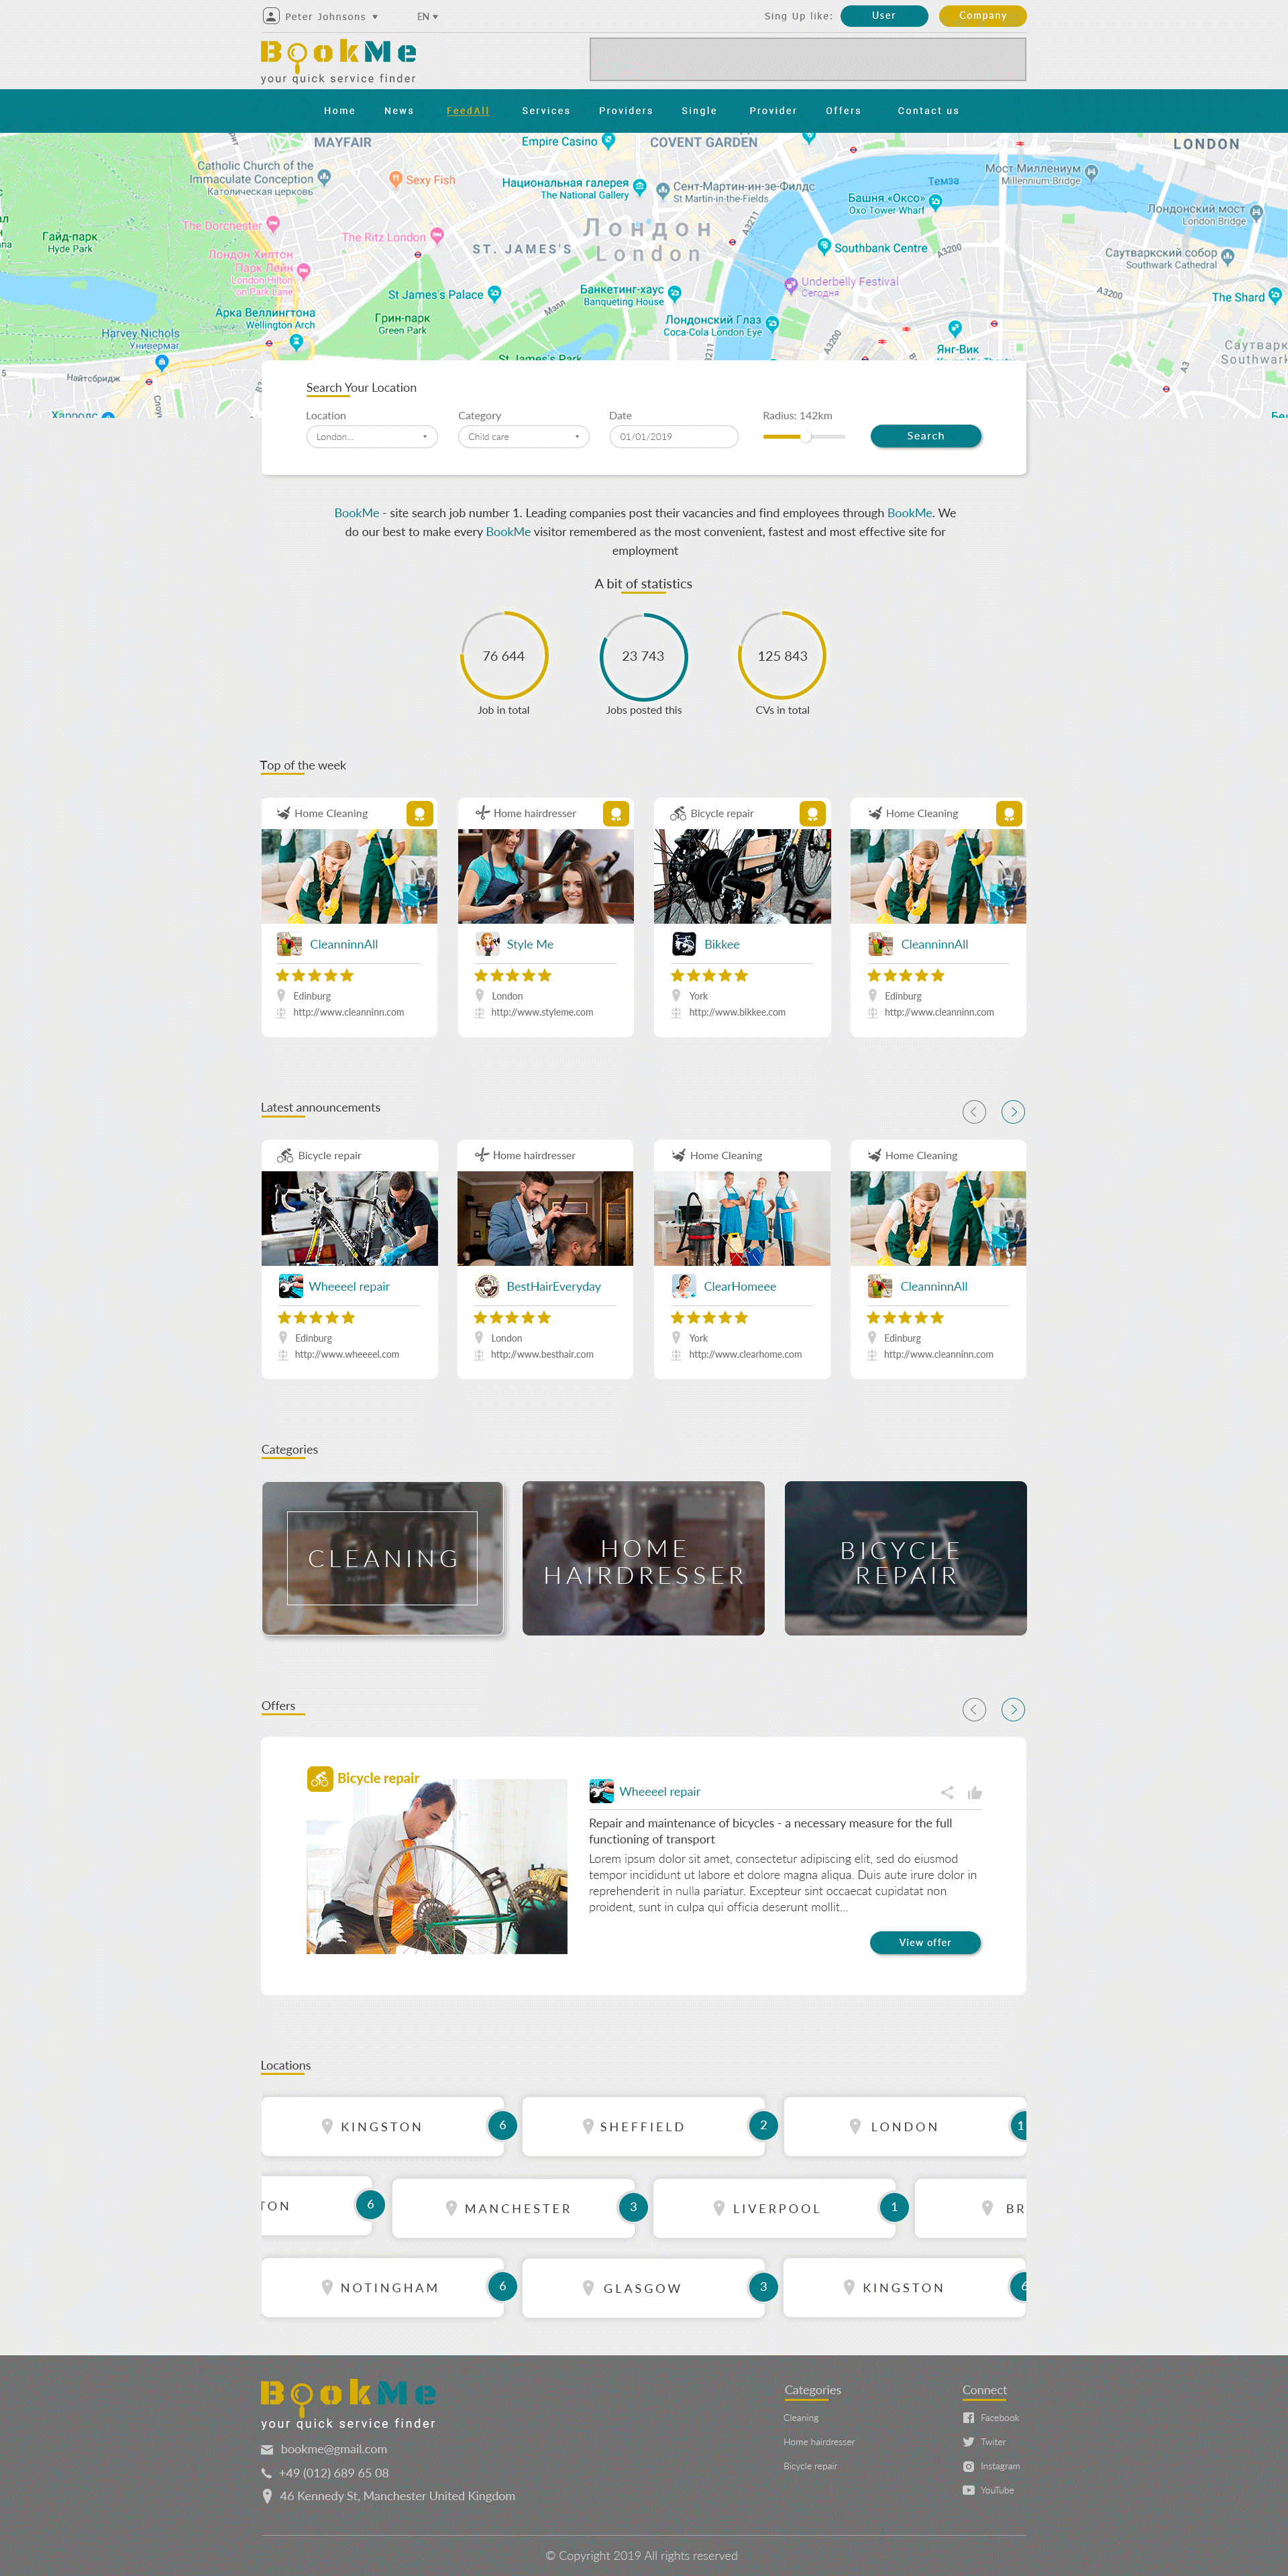 Peter Johnsons EN Sing Up like: User Company
BookMe
your quick service finder
Home News FeedAll Services Providers Single Provider Offers Contact us
MAYFAIR
Empire Casino
COVENT GARDEN
LONDON
Catholic Church of the
Immaculate Conception
Католическая церковь
Sexy Fish
Национальная галерея
The National Gallery
Сент-Мартин-ин-зе-Филдс
St Martin-in-the-Fields
Темза
Мост Миллениум
Millennium Bridge
Башня «Оксо»
Oxo Tower Wharf
Лондонский мост
London Bridge
The Dorchester
The Ritz London
Гайд-парк
Hyde Park
ST. JAMES'S
Лондон
London
A3211
Southbank Centre
A3200
Саутваркский собор
Southwark Cathedral
Лондон Хилтон
Парк Лейн
London Hilton
on Park Lane
St James's Palace
Банкетинг-хаус
Banqueting House
Underbelly Festival
Сегодня
A3200
The Shard
Арка Веллингтона
Wellington Arch
Грин-парк
Green Park
Мэлл
Лондонский Глаз
Coca-Cola London Eye
Harvey Nichols
Универмаг
A3200
Янг-Вик
Саутварк
Southwark
St James's Park
A3
Найтсбридж
Харродс
Search Your Location
Location Category Date Radius: 142km
London... Child care 01/01/2019 Search
BookMe - site search job number 1. Leading companies post their vacancies and find employees through BookMe. We
do our best to make every BookMe visitor remembered as the most convenient, fastest and most effective site for
employment
A bit of statistics
76 644 23 743 125 843
Job in total Jobs posted this CVs in total
Top of the week
Home Cleaning Home hairdresser Bicycle repair Home Cleaning
CleanninnAll Style Me Bikkee CleanninnAll
Edinburg London York Edinburg
http://www.cleanninn.com http://www.styleme.com http://www.bikkee.com http://www.cleanninn.com
Latest announcements
Bicycle repair Home hairdresser Home Cleaning Home Cleaning
Wheeeel repair BestHairEveryday ClearHomeee CleanninnAll
Edinburg London York Edinburg
http://www.wheeeel.com http://www.besthair.com http://www.clearhome.com http://www.cleanninn.com
Categories
CLEANING
HOME
HAIRDRESSER
BICYCLE
REPAIR
Offers
Bicycle repair
Wheeeel repair
Repair and maintenance of bicycles - a necessary measure for the full
functioning of transport
Lorem ipsum dolor sit amet, consectetur adipiscing elit, sed do eiusmod
tempor incididunt ut labore et dolore magna aliqua. Duis aute irure dolor in
reprehenderit in nulla pariatur. Excepteur sint occaecat cupidatat non
proident, sunt in culpa qui officia deserunt mollit...
View offer
Locations
KINGSTON 6 SHEFFIELD 2 LONDON 1
TON 6 MANCHESTER 3 LIVERPOOL 1 BR
NOTINGHAM 6 GLASGOW 3 KINGSTON 6
BookMe
your quick service finder
bookme@gmail.com
+49 (012) 689 65 08
46 Kennedy St, Manchester United Kingdom
Categories
Cleaning
Home hairdresser
Bicycle repair
Connect
Facebook
Twiter
Instagram
YouTube
© Copyright 2019 All rights reserved